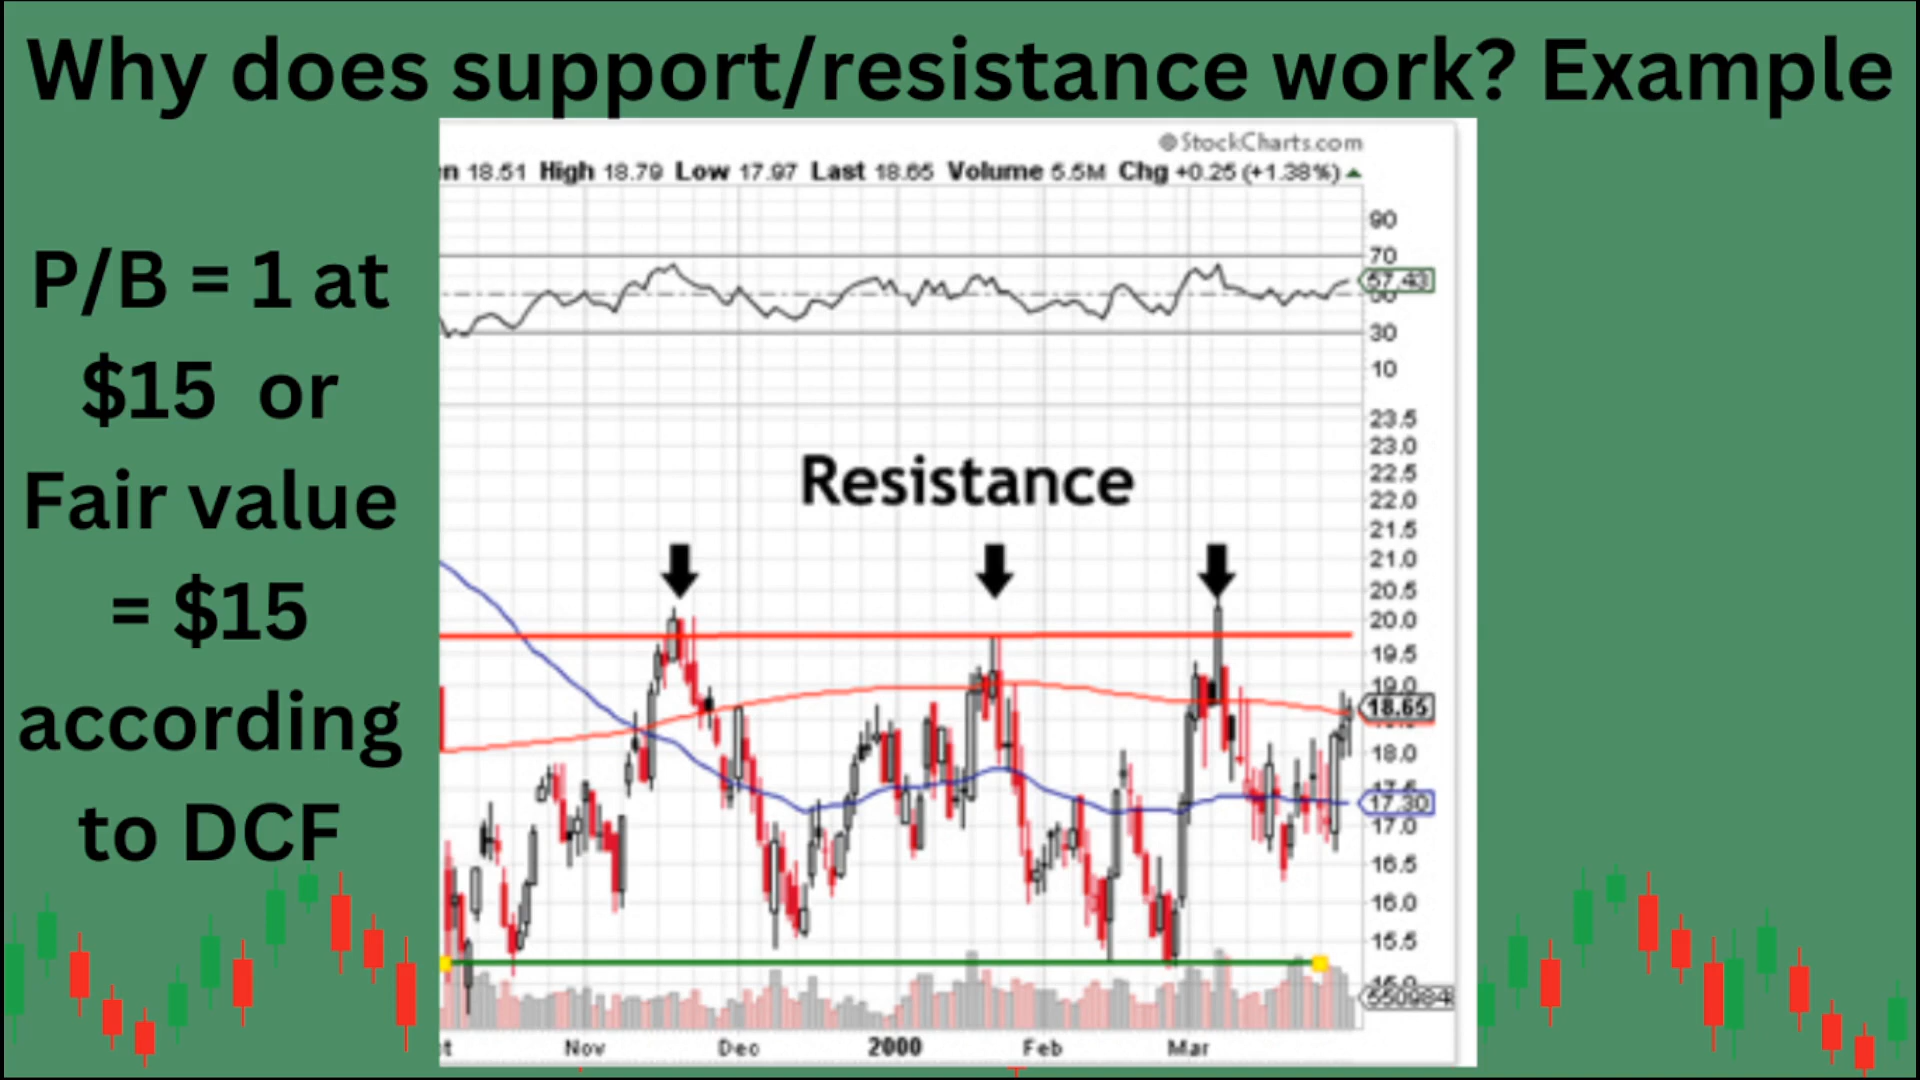 Why does support/resistance work? Example
P/B = 1 at
$15 or
Fair value
= $15
according
to DCF
StockCharts.com
n 18.51 High 18.79 Low 17.97 Last 18.65 Volume 5.5M Chg +0.25 (+1.38%)
90
70
57.43
30
10
23.5
23.0
22.5
22.0
21.5
21.0
20.5
20.0
19.5
19.0
18.65
18.0
17.30
17.0
16.5
16.0
15.5
Resistance
Nov Dec 2000 Feb Mar